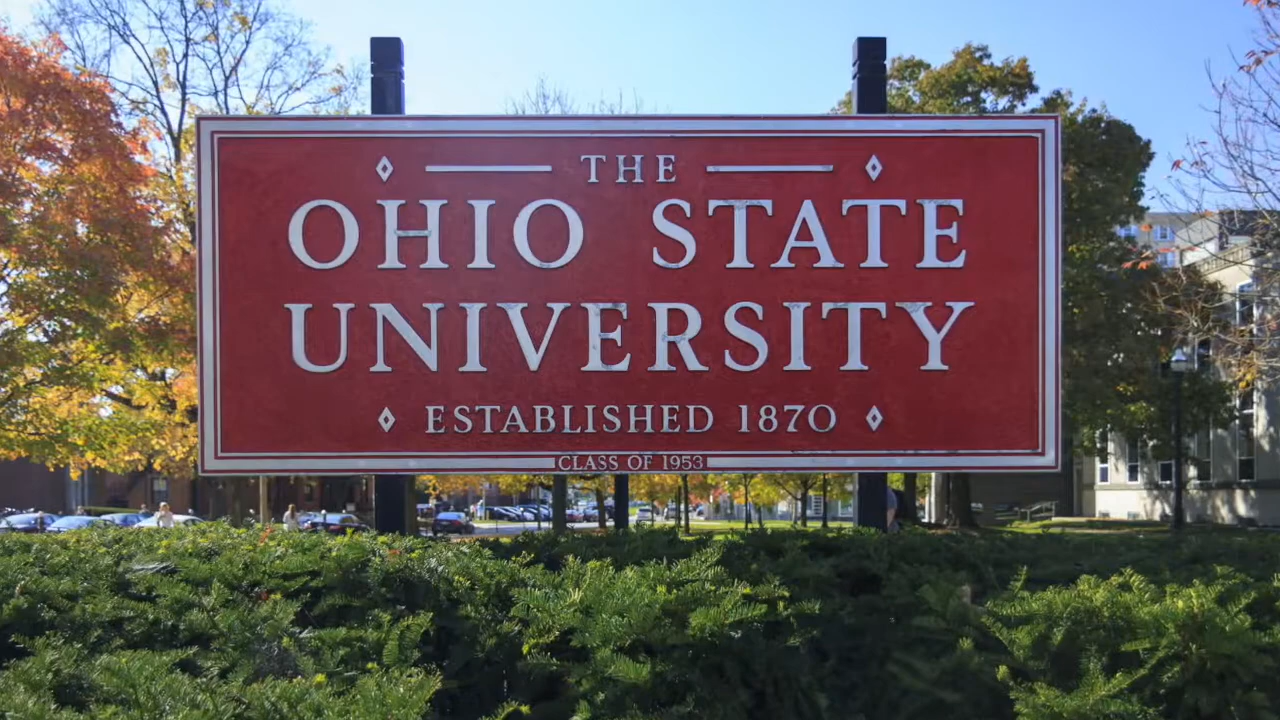 THE
OHIO STATE
UNIVERSITY
ESTABLISHED 1870
CLASS OF 1953